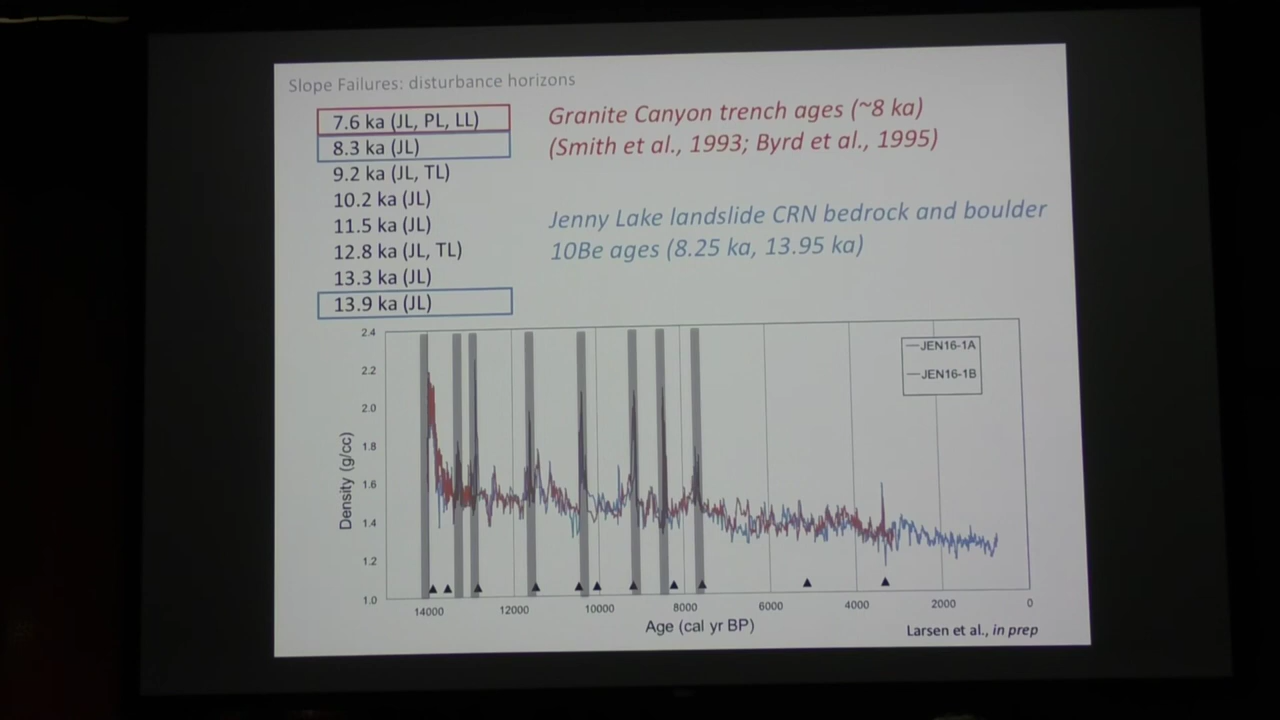 Slope Failures: disturbance horizons
7.6 ka (JL, PL, LL)
8.3 ka (JL)
9.2 ka (JL, TL)
10.2 ka (JL)
11.5 ka (JL)
12.8 ka (JL, TL)
13.3 ka (JL)
13.9 ka (JL)
Granite Canyon trench ages (~8 ka)
(Smith et al., 1993; Byrd et al., 1995)
Jenny Lake landslide CRN bedrock and boulder
10Be ages (8.25 ka, 13.95 ka)
2.4
2.2
2.0
1.8
1.6
1.4
1.2
1.0
Density (g/cc)
JEN16-1A
JEN16-1B
14000 12000 10000 8000 6000 4000 2000 0
Age (cal yr BP)
Larsen et al., in prep